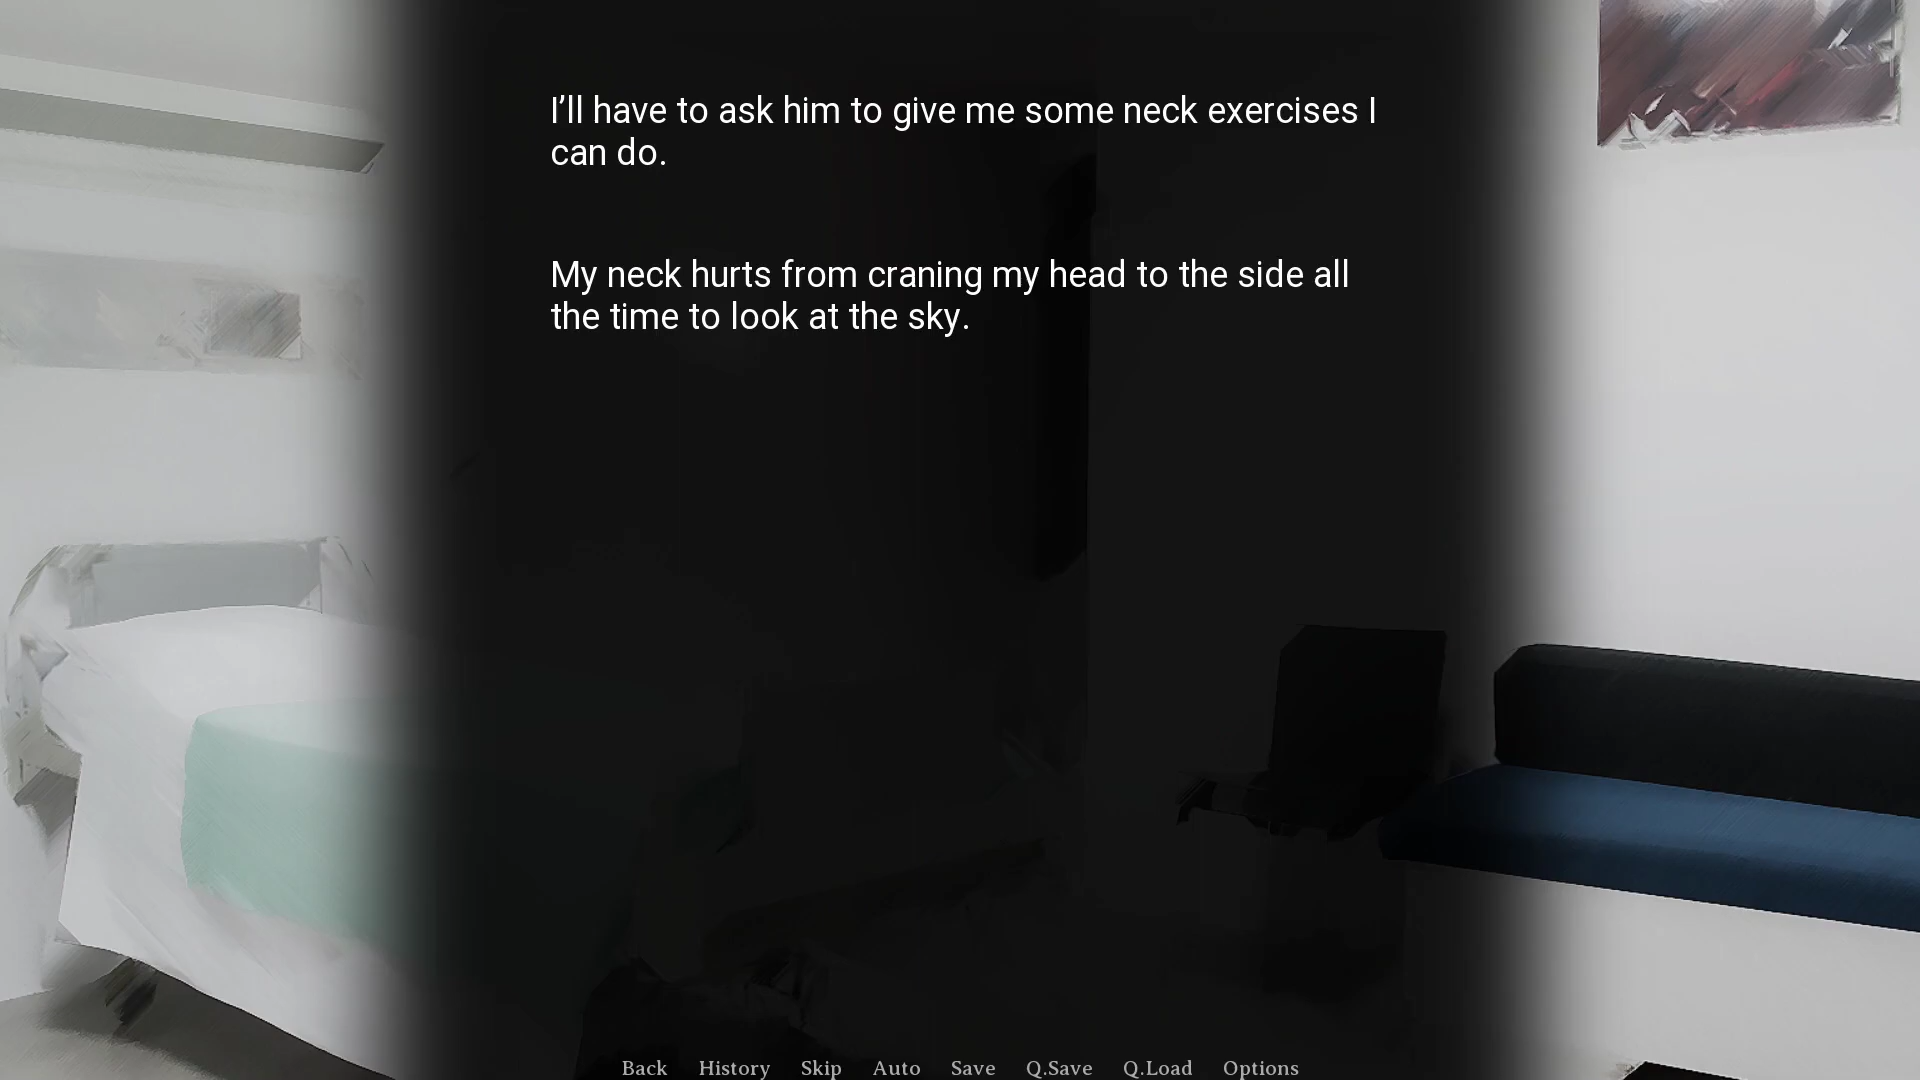 I’ll have to ask him to give me some neck exercises I
can do.
My neck hurts from craning my head to the side all
the time to look at the sky.
Back History Skip Auto Save Q.Save Q.Load Options